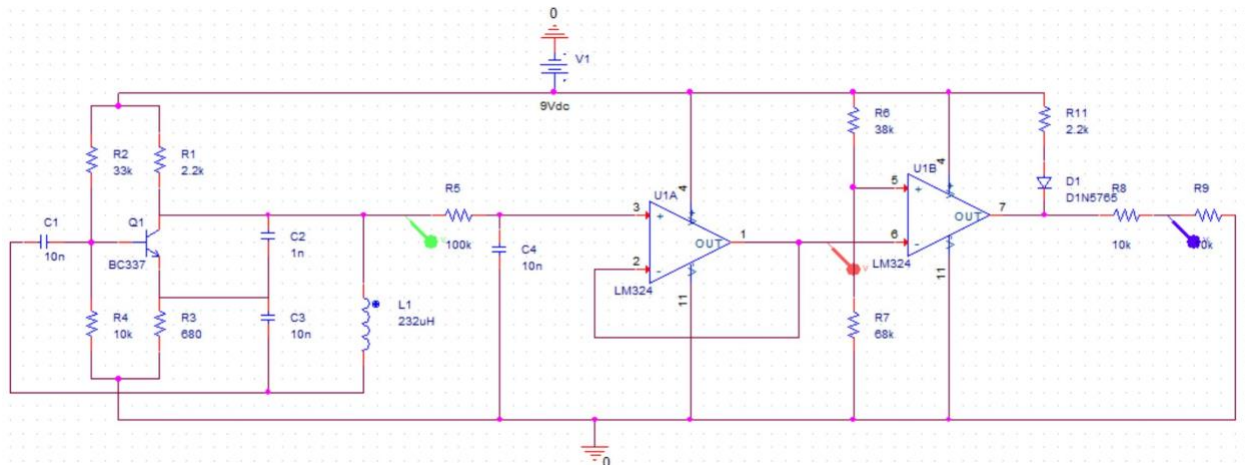 0
V1
9Vdc
R2
33k
R1
2.2k
C1
10n
Q1
BC337
R4
10k
R3
680
C2
1n
C3
10n
L1
232uH
R5
100k
C4
10n
U1A
3
+
2
-
4
11
OUT
1
LM324
R6
38k
R7
68k
U1B
5
+
6
-
4
11
OUT
7
LM324
R11
2.2k
D1
D1N5765
R8
10k
R9
0